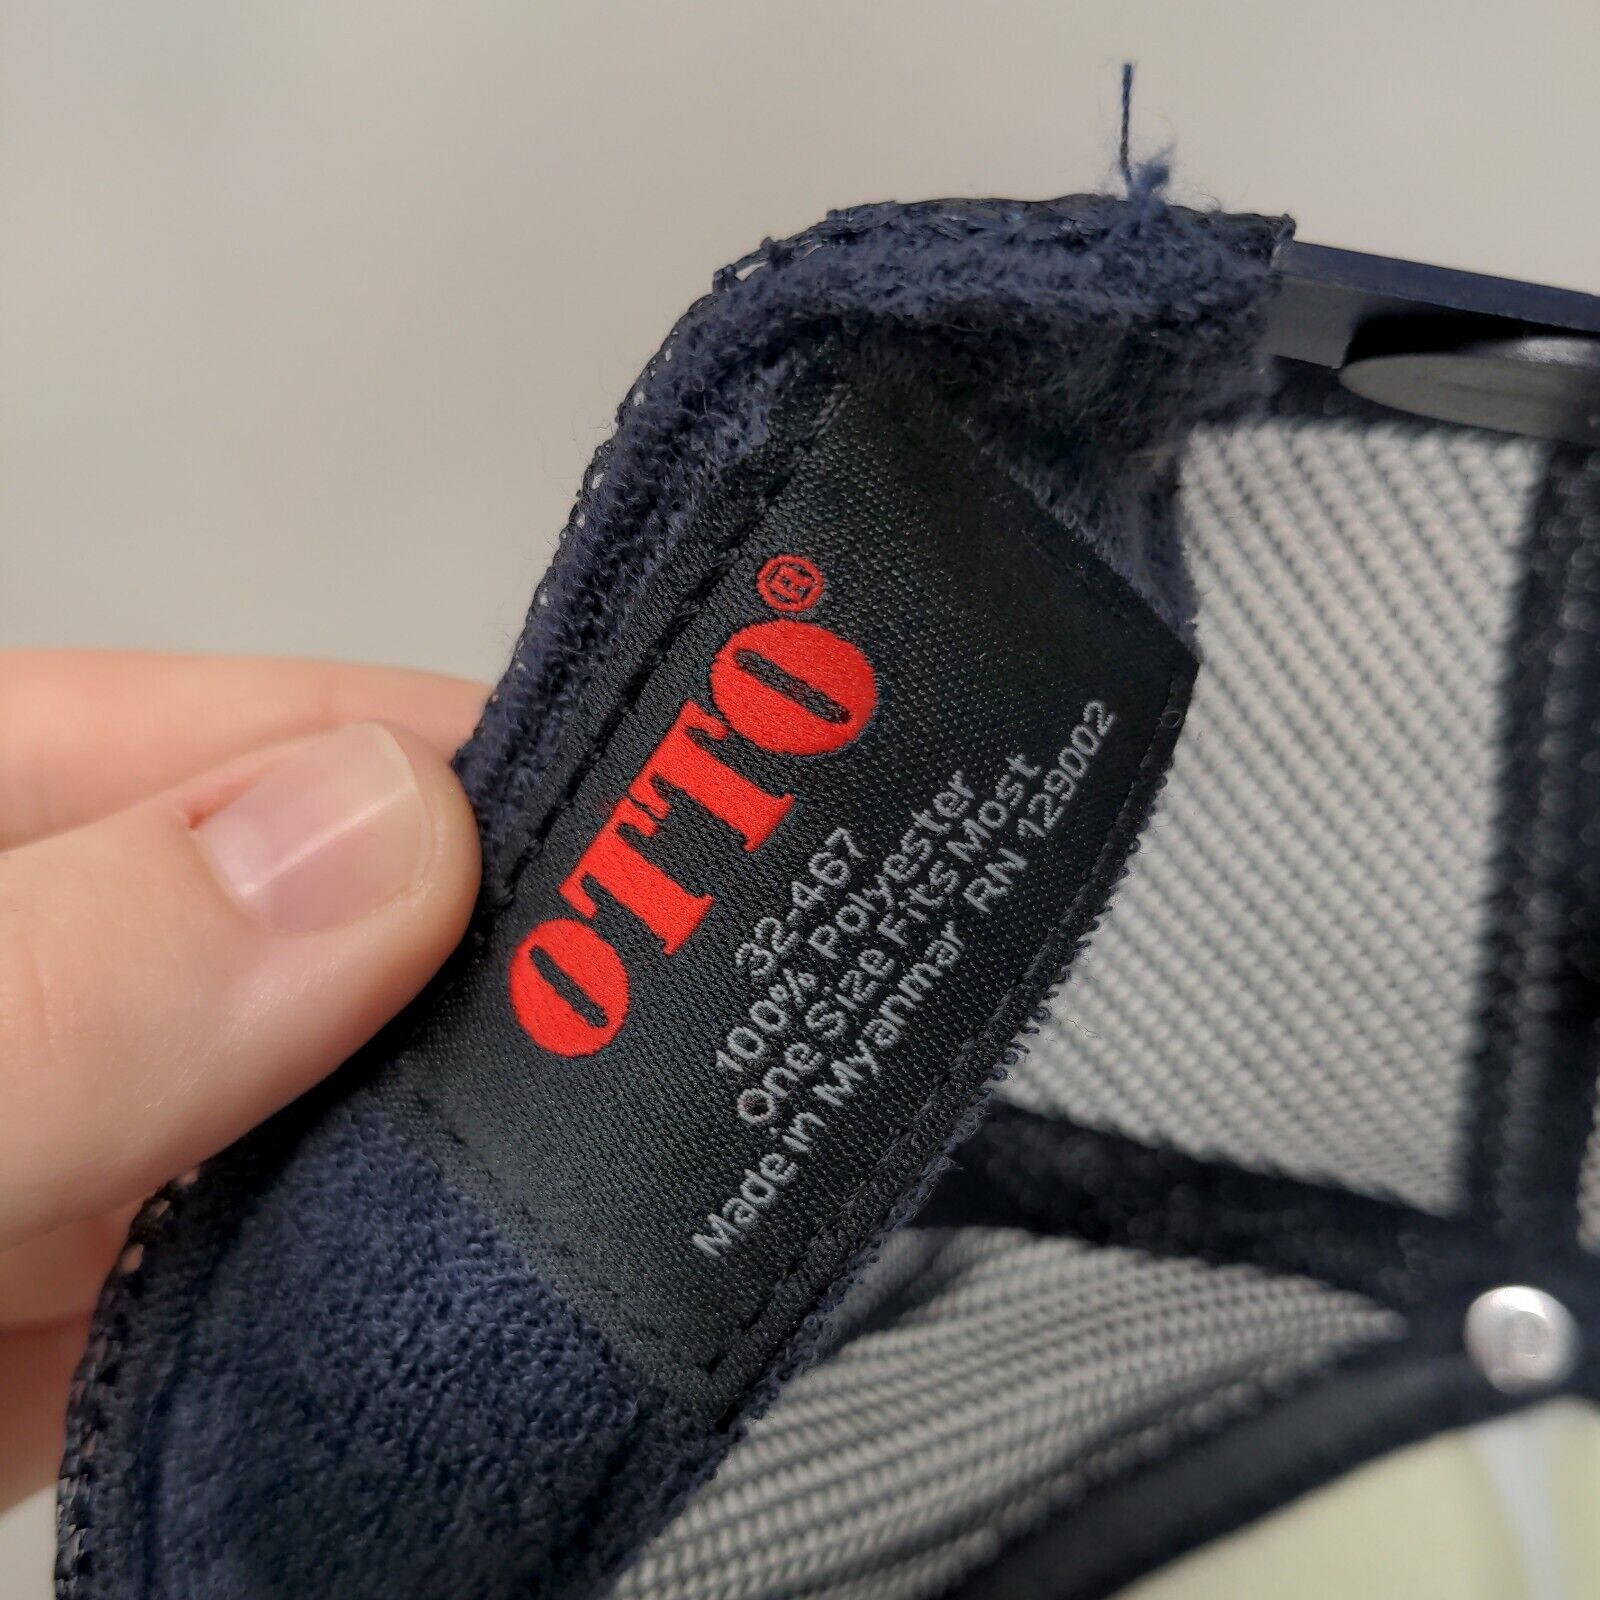 OTTO®
32-467
100% Polyester
One Size Fits Most
Made in Myanmar RN 129002